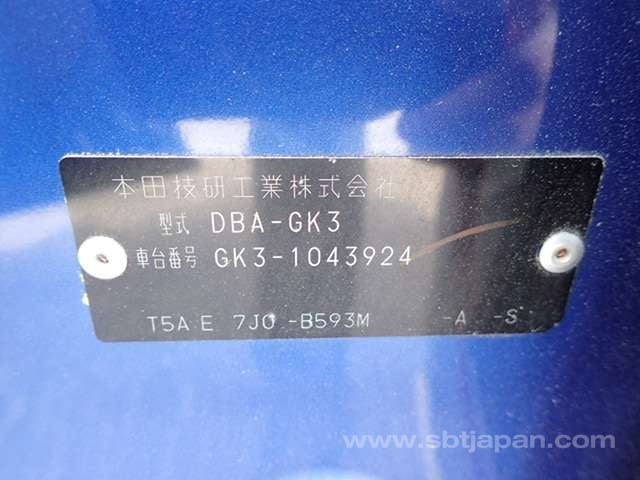 本田技研工業株式会社
型式 DBA-GK3
車台番号 GK3-1043924
T5A E 7J0 -B593M -A -S
www.sbtjapan.com